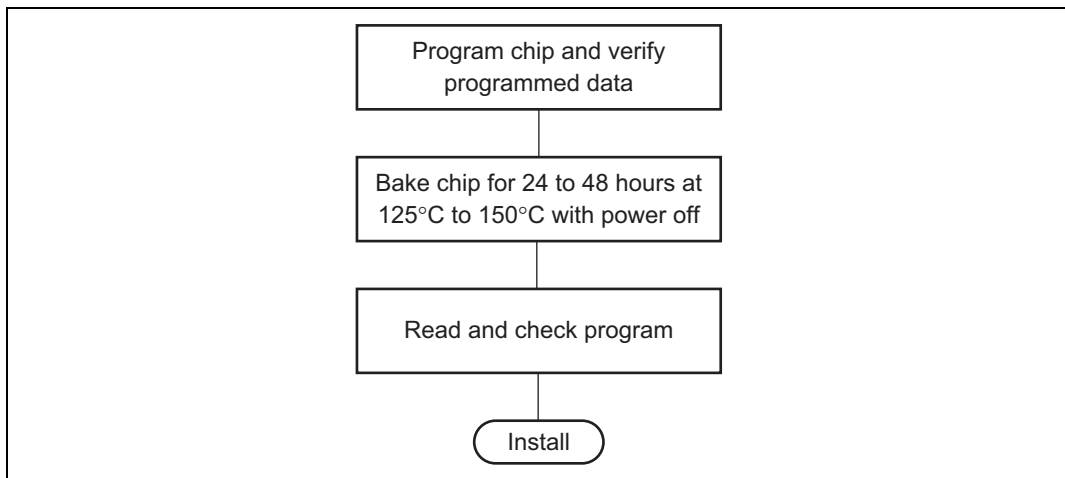 Program chip and verify
programmed data
Bake chip for 24 to 48 hours at
125°C to 150°C with power off
Read and check program
Install